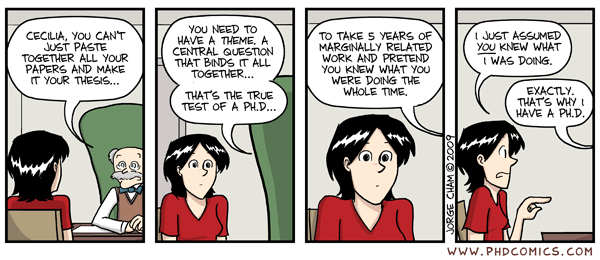 CECILIA, YOU CAN'T
JUST PASTE
TOGETHER ALL YOUR
PAPERS AND MAKE
IT YOUR THESIS...
YOU NEED TO
HAVE A THEME. A
CENTRAL QUESTION
THAT BINDS IT ALL
TOGETHER...
THAT'S THE TRUE
TEST OF A PH.D...
TO TAKE 5 YEARS OF
MARGINALLY RELATED
WORK AND PRETEND
YOU KNEW WHAT YOU
WERE DOING THE
WHOLE TIME.
I JUST ASSUMED
YOU KNEW WHAT
I WAS DOING.
EXACTLY.
THAT'S WHY I
HAVE A PH.D.
JORGE CHAM © 2009
WWW.PHDCOMICS.COM